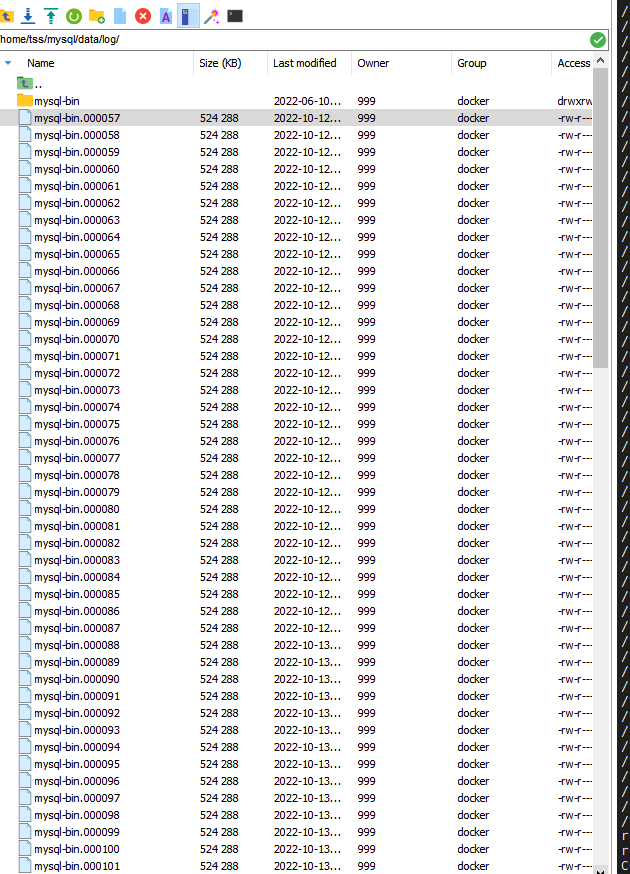 A
home/tss/mysql/data/log/
Name Size (KB) Last modified Owner Group Access
..
mysql-bin 2022-06-10... 999 docker drwxrw
mysql-bin.000057 524 288 2022-10-12... 999 docker -rw-r---
mysql-bin.000058 524 288 2022-10-12... 999 docker -rw-r---
mysql-bin.000059 524 288 2022-10-12... 999 docker -rw-r---
mysql-bin.000060 524 288 2022-10-12... 999 docker -rw-r---
mysql-bin.000061 524 288 2022-10-12... 999 docker -rw-r---
mysql-bin.000062 524 288 2022-10-12... 999 docker -rw-r---
mysql-bin.000063 524 288 2022-10-12... 999 docker -rw-r---
mysql-bin.000064 524 288 2022-10-12... 999 docker -rw-r---
mysql-bin.000065 524 288 2022-10-12... 999 docker -rw-r---
mysql-bin.000066 524 288 2022-10-12... 999 docker -rw-r---
mysql-bin.000067 524 288 2022-10-12... 999 docker -rw-r---
mysql-bin.000068 524 288 2022-10-12... 999 docker -rw-r---
mysql-bin.000069 524 288 2022-10-12... 999 docker -rw-r---
mysql-bin.000070 524 288 2022-10-12... 999 docker -rw-r---
mysql-bin.000071 524 288 2022-10-12... 999 docker -rw-r---
mysql-bin.000072 524 288 2022-10-12... 999 docker -rw-r---
mysql-bin.000073 524 288 2022-10-12... 999 docker -rw-r---
mysql-bin.000074 524 288 2022-10-12... 999 docker -rw-r---
mysql-bin.000075 524 288 2022-10-12... 999 docker -rw-r---
mysql-bin.000076 524 288 2022-10-12... 999 docker -rw-r---
mysql-bin.000077 524 288 2022-10-12... 999 docker -rw-r---
mysql-bin.000078 524 288 2022-10-12... 999 docker -rw-r---
mysql-bin.000079 524 288 2022-10-12... 999 docker -rw-r---
mysql-bin.000080 524 288 2022-10-12... 999 docker -rw-r---
mysql-bin.000081 524 288 2022-10-12... 999 docker -rw-r---
mysql-bin.000082 524 288 2022-10-12... 999 docker -rw-r---
mysql-bin.000083 524 288 2022-10-12... 999 docker -rw-r---
mysql-bin.000084 524 288 2022-10-12... 999 docker -rw-r---
mysql-bin.000085 524 288 2022-10-12... 999 docker -rw-r---
mysql-bin.000086 524 288 2022-10-12... 999 docker -rw-r---
mysql-bin.000087 524 288 2022-10-12... 999 docker -rw-r---
mysql-bin.000088 524 288 2022-10-13... 999 docker -rw-r---
mysql-bin.000089 524 288 2022-10-13... 999 docker -rw-r---
mysql-bin.000090 524 288 2022-10-13... 999 docker -rw-r---
mysql-bin.000091 524 288 2022-10-13... 999 docker -rw-r---
mysql-bin.000092 524 288 2022-10-13... 999 docker -rw-r---
mysql-bin.000093 524 288 2022-10-13... 999 docker -rw-r---
mysql-bin.000094 524 288 2022-10-13... 999 docker -rw-r---
mysql-bin.000095 524 288 2022-10-13... 999 docker -rw-r---
mysql-bin.000096 524 288 2022-10-13... 999 docker -rw-r---
mysql-bin.000097 524 288 2022-10-13... 999 docker -rw-r---
mysql-bin.000098 524 288 2022-10-13... 999 docker -rw-r---
mysql-bin.000099 524 288 2022-10-13... 999 docker -rw-r---
mysql-bin.000100 524 288 2022-10-13... 999 docker -rw-r---
mysql-bin.000101 524 288 2022-10-13... 999 docker -rw-r---